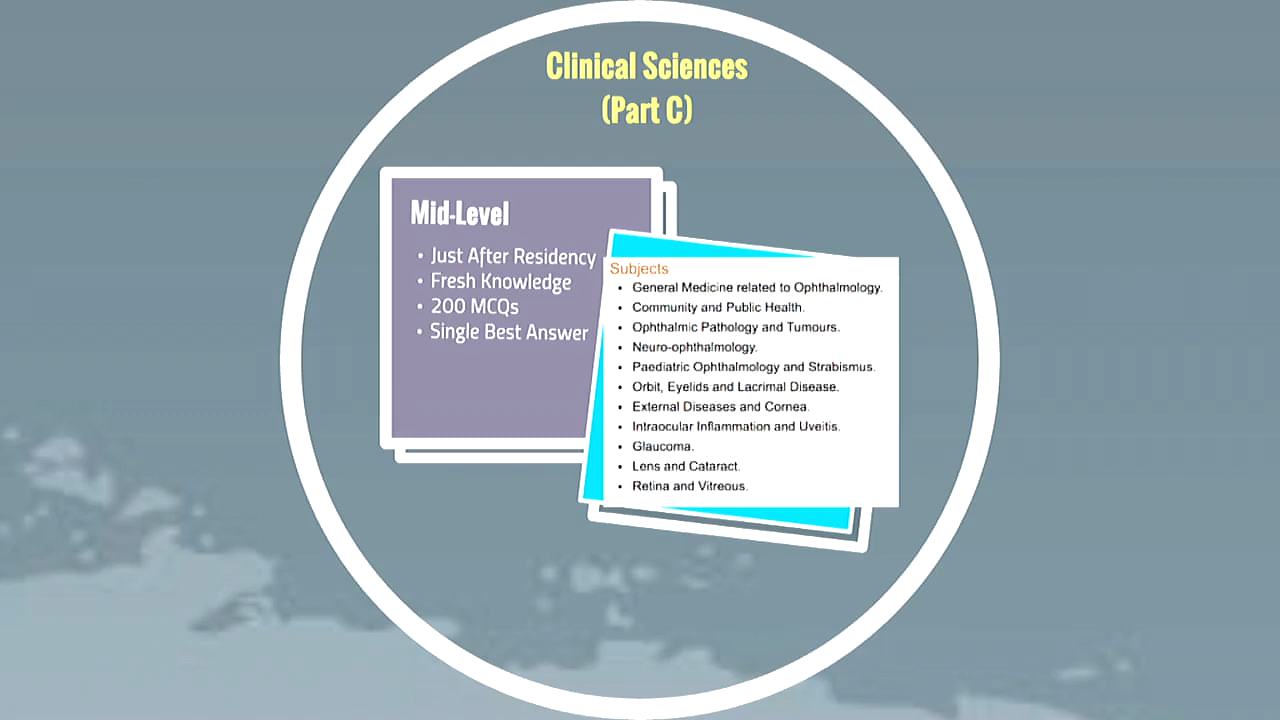 Clinical Sciences
(Part C)
Mid-Level
• Just After Residency
• Fresh Knowledge
• 200 MCQs
• Single Best Answer
Subjects
• General Medicine related to Ophthalmology.
• Community and Public Health.
• Ophthalmic Pathology and Tumours.
• Neuro-ophthalmology.
• Paediatric Ophthalmology and Strabismus.
• Orbit, Eyelids and Lacrimal Disease.
• External Diseases and Cornea.
• Intraocular Inflammation and Uveitis.
• Glaucoma.
• Lens and Cataract.
• Retina and Vitreous.